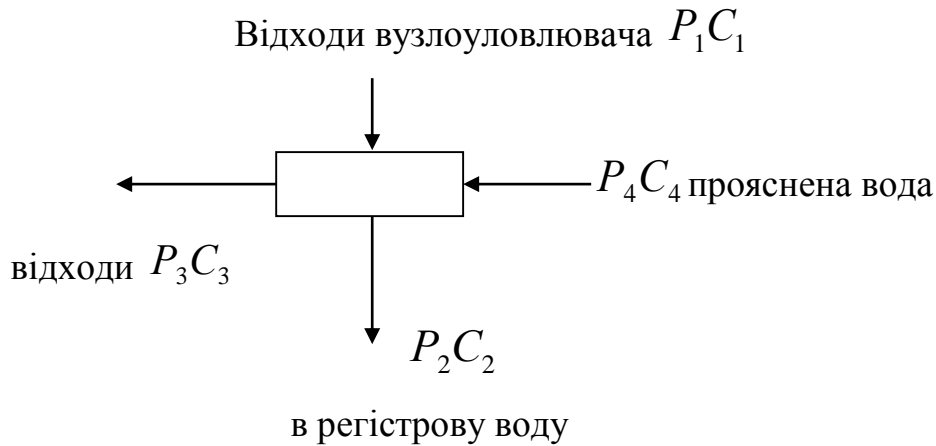 Відходи вузлоуловлювача P₁C₁
P₄C₄ прояснена вода
відходи P₃C₃
P₂C₂
в регістрову воду